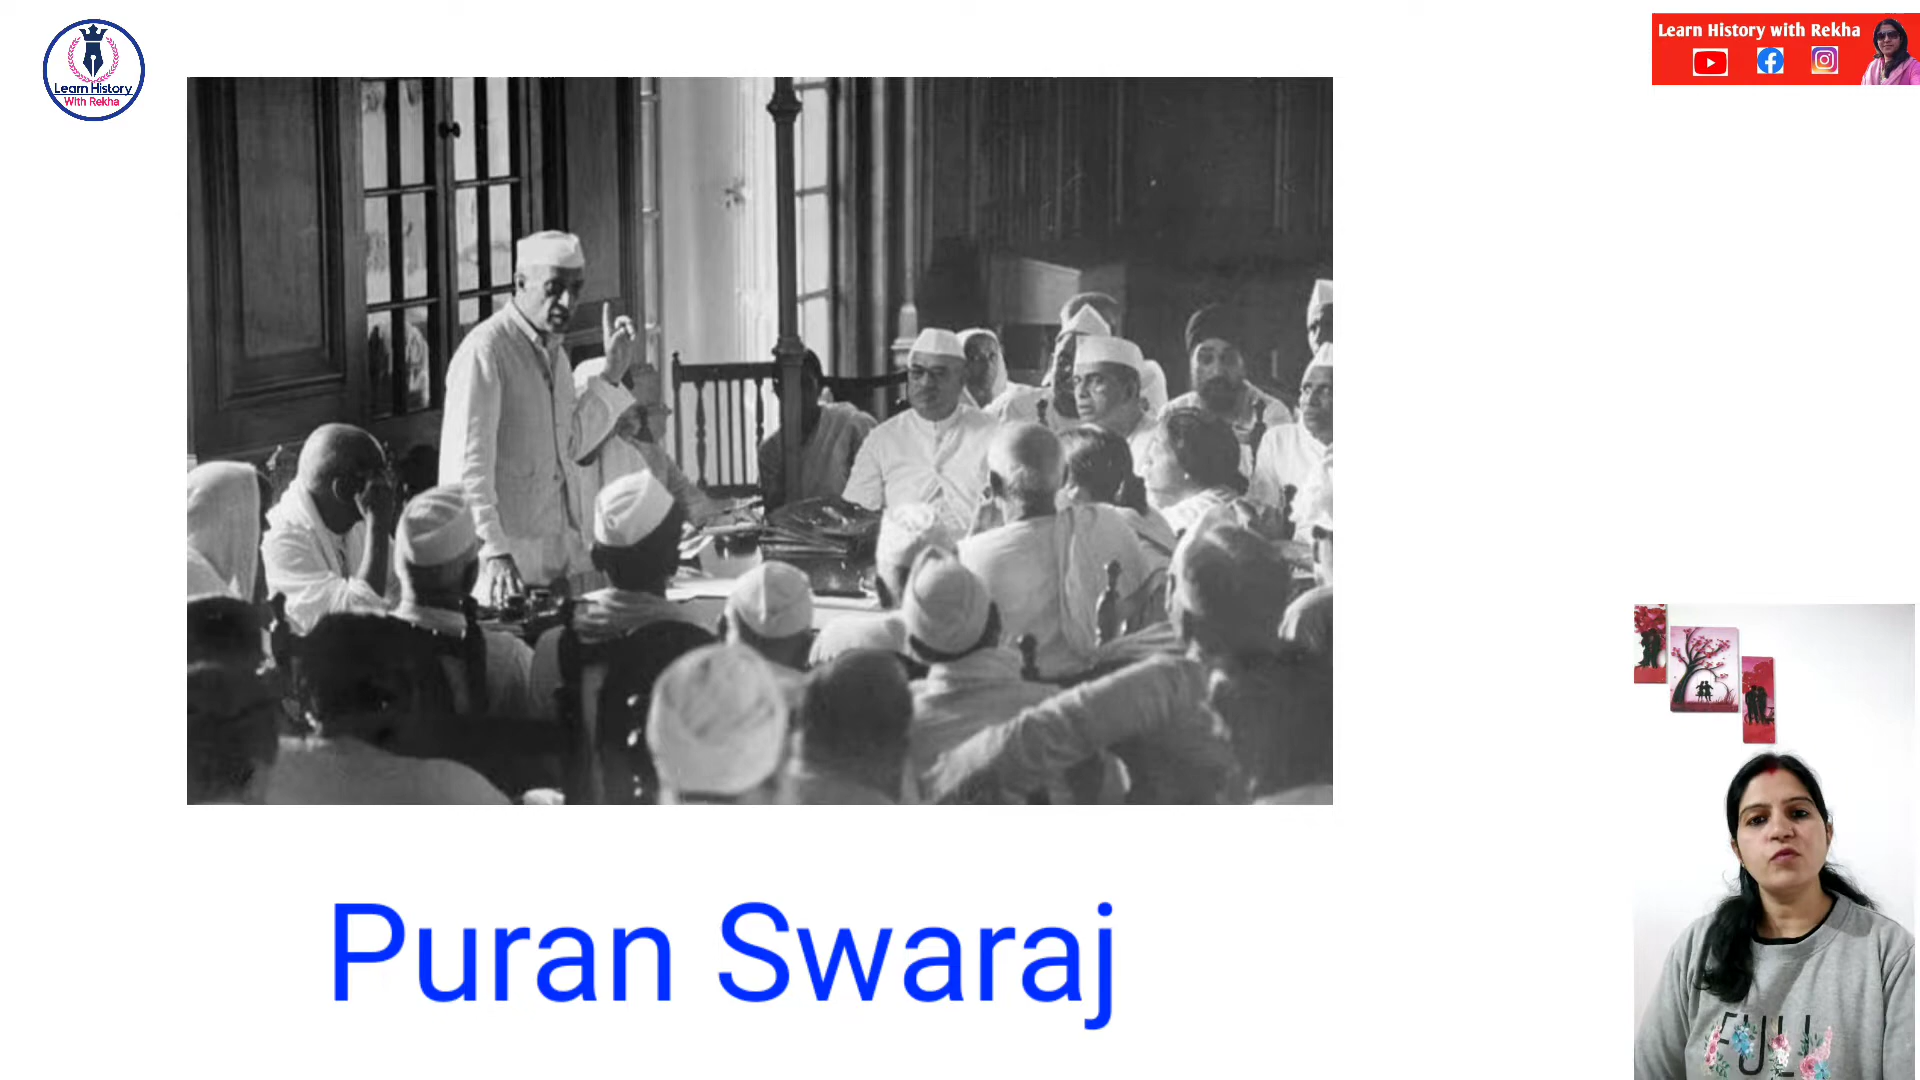 Learn History
With Rekha
Learn History with Rekha
Puran Swaraj
FULL